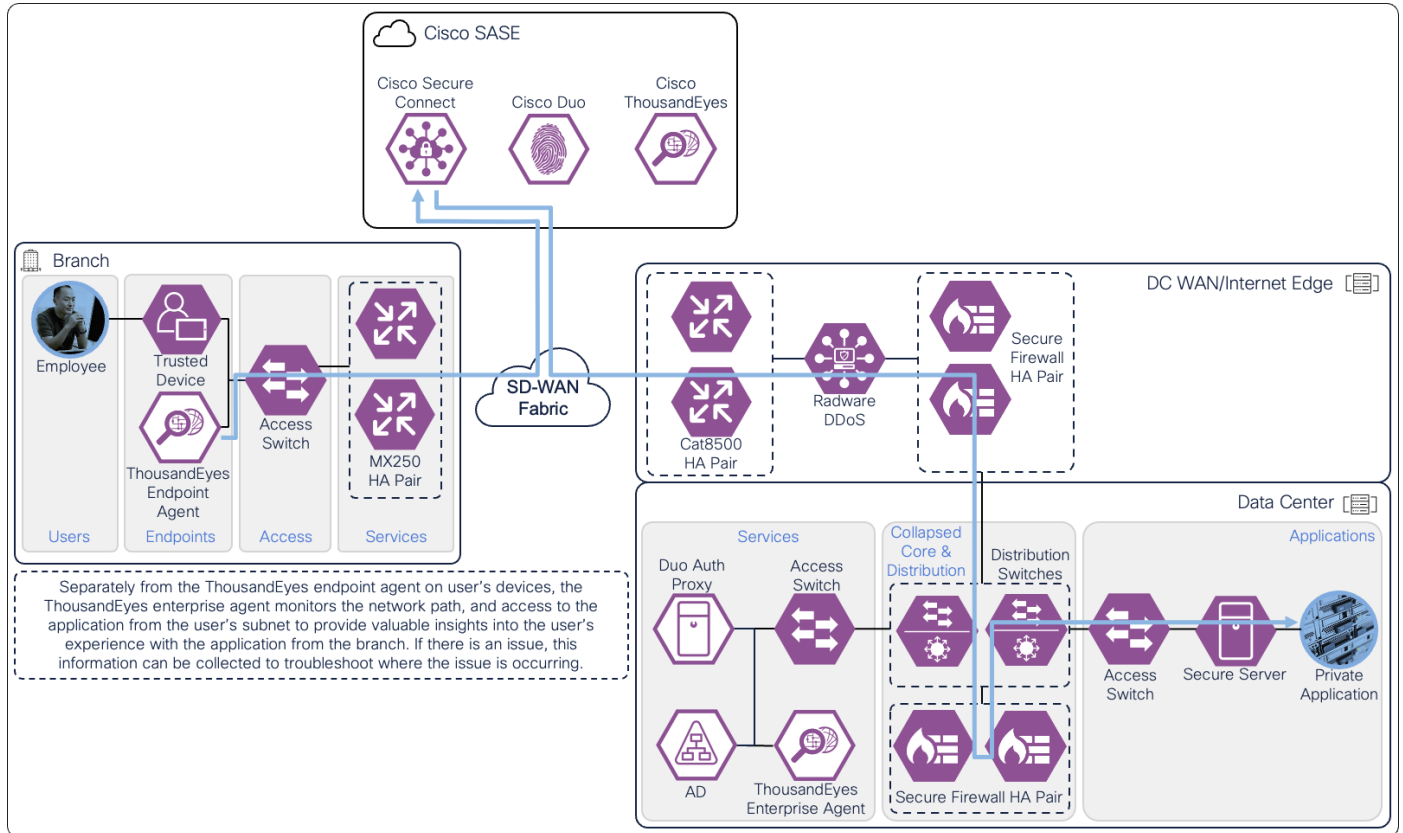 Cisco SASE
Cisco Secure
Connect
Cisco Duo
Cisco
ThousandEyes
Branch
Employee
Trusted
Device
ThousandEyes
Endpoint
Agent
Access
Switch
MX250
HA Pair
Users
Endpoints
Access
Services
SD-WAN
Fabric
DC WAN/Internet Edge
Cat8500
HA Pair
Radware
DDoS
Secure
Firewall
HA Pair
Separately from the ThousandEyes endpoint agent on user's devices, the
ThousandEyes enterprise agent monitors the network path, and access to the
application from the user's subnet to provide valuable insights into the user's
experience with the application from the branch. If there is an issue, this
information can be collected to troubleshoot where the issue is occurring.
Data Center
Services
Duo Auth
Proxy
Access
Switch
AD
ThousandEyes
Enterprise Agent
Collapsed
Core &
Distribution
Distribution
Switches
Secure Firewall HA Pair
Applications
Access
Switch
Secure Server
Private
Application